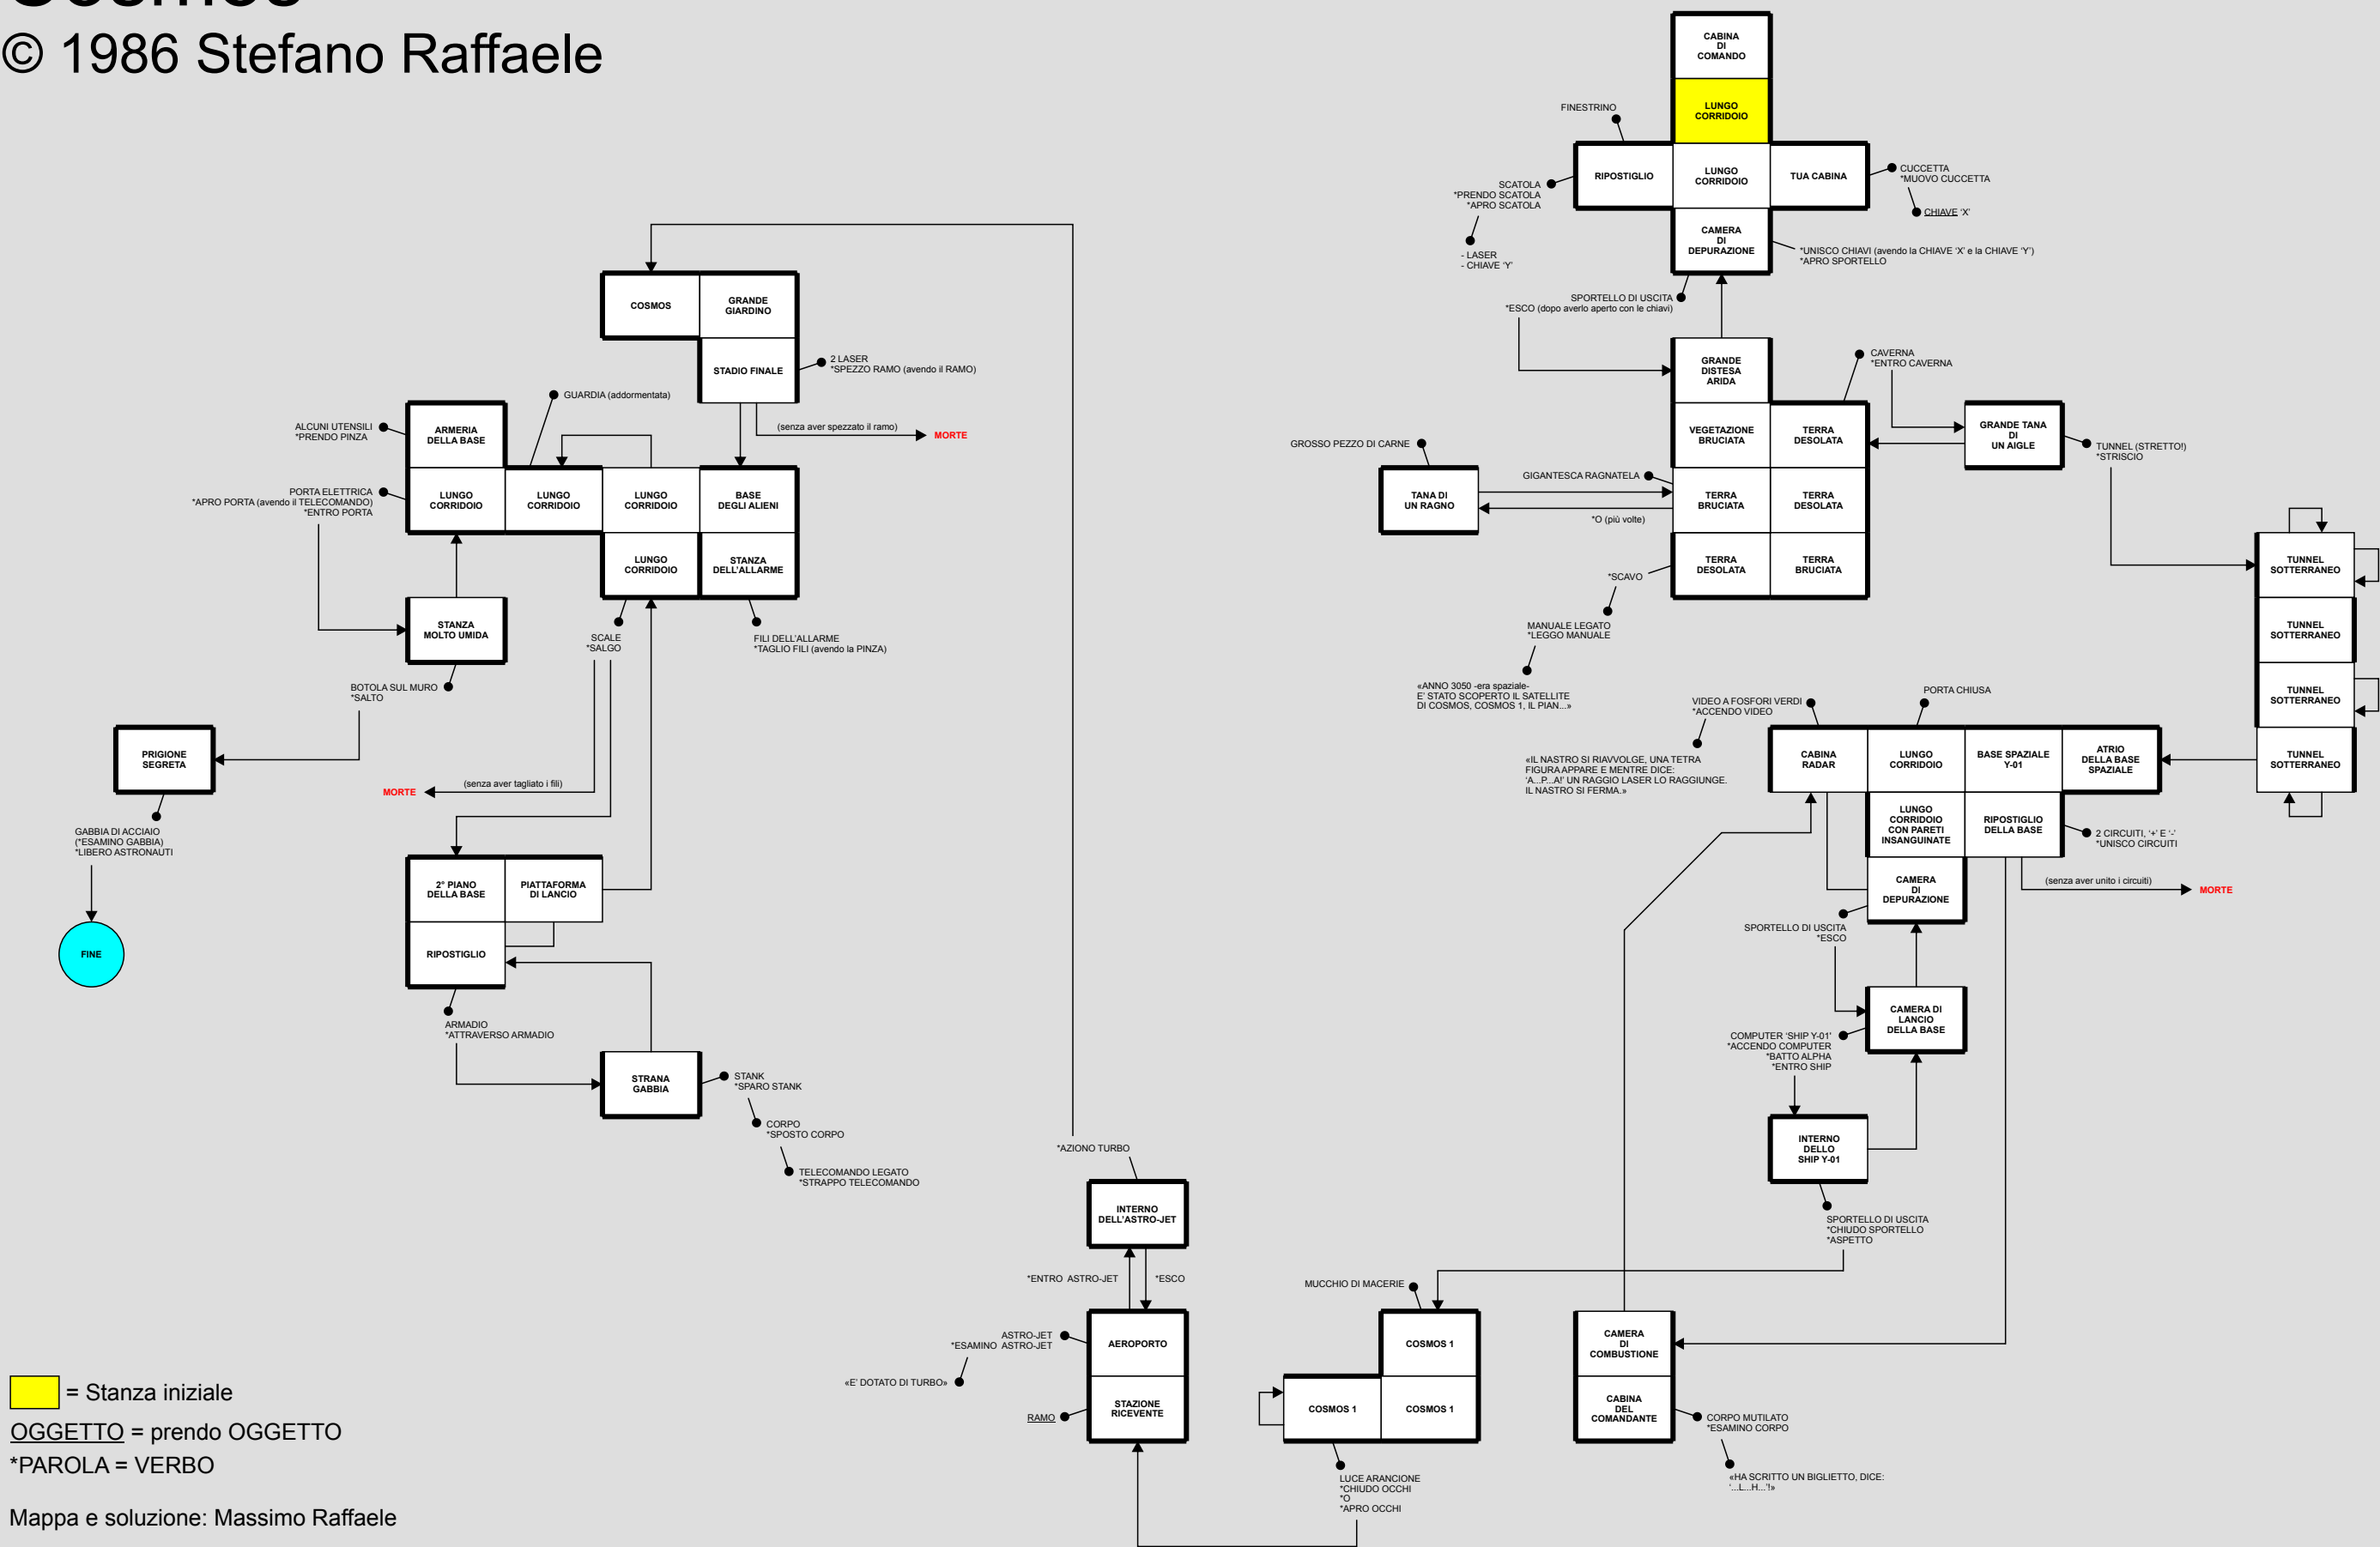 Cosmos
© 1986 Stefano Raffaele
CABINA
DI
COMANDO
LUNGO
CORRIDOIO
FINESTRINO
RIPOSTIGLIO
LUNGO
CORRIDOIO
TUA CABINA
CUCCETTA
*MUOVO CUCCETTA
CHIAVE 'X'
SCATOLA
*PRENDO SCATOLA
*APRO SCATOLA
- LASER
- CHIAVE 'Y'
CAMERA
DI
DEPURAZIONE
*UNISCO CHIAVI (avendo la CHIAVE 'X' e la CHIAVE 'Y')
*APRO SPORTELLO
SPORTELLO DI USCITA
*ESCO (dopo averlo aperto con le chiavi)
GRANDE
DISTESA
ARIDA
CAVERNA
*ENTRO CAVERNA
VEGETAZIONE
BRUCIATA
TERRA
DESOLATA
GRANDE TANA
DI
UN AIGLE
TUNNEL (STRETTO!)
*STRISCIO
GROSSO PEZZO DI CARNE
GIGANTESCA RAGNATELA
TANA DI
UN RAGNO
*O (più volte)
TERRA
BRUCIATA
TERRA
DESOLATA
TERRA
DESOLATA
TERRA
BRUCIATA
*SCAVO
MANUALE LEGATO
*LEGGO MANUALE
«ANNO 3050 -era spaziale-
E' STATO SCOPERTO IL SATELLITE
DI COSMOS, COSMOS 1, IL PIAN...»
TUNNEL
SOTTERRANEO
TUNNEL
SOTTERRANEO
TUNNEL
SOTTERRANEO
TUNNEL
SOTTERRANEO
VIDEO A FOSFORI VERDI
*ACCENDO VIDEO
«IL NASTRO SI RIAVVOLGE, UNA TETRA
FIGURA APPARE E MENTRE DICE:
'A...P...A!' UN RAGGIO LASER LO RAGGIUNGE.
IL NASTRO SI FERMA.»
PORTA CHIUSA
CABINA
RADAR
LUNGO
CORRIDOIO
BASE SPAZIALE
Y-01
ATRIO
DELLA BASE
SPAZIALE
LUNGO
CORRIDOIO
CON PARETI
INSANGUINATE
RIPOSTIGLIO
DELLA BASE
2 CIRCUITI, '+' E '-'
*UNISCO CIRCUITI
(senza aver unito i circuiti)
MORTE
CAMERA
DI
DEPURAZIONE
SPORTELLO DI USCITA
*ESCO
CAMERA DI
LANCIO
DELLA BASE
COMPUTER 'SHIP Y-01'
*ACCENDO COMPUTER
*BATTO ALPHA
*ENTRO SHIP
INTERNO
DELLO
SHIP Y-01
SPORTELLO DI USCITA
*CHIUDO SPORTELLO
*ASPETTO
CAMERA
DI
COMBUSTIONE
CABINA
DEL
COMANDANTE
CORPO MUTILATO
*ESAMINO CORPO
«HA SCRITTO UN BIGLIETTO, DICE:
'...L...H...'!»
MUCCHIO DI MACERIE
COSMOS 1
COSMOS 1
COSMOS 1
LUCE ARANCIONE
*CHIUDO OCCHI
*O
*APRO OCCHI
*AZIONO TURBO
INTERNO
DELL'ASTRO-JET
*ENTRO ASTRO-JET
*ESCO
AEROPORTO
ASTRO-JET
*ESAMINO ASTRO-JET
«E' DOTATO DI TURBO»
STAZIONE
RICEVENTE
RAMO
COSMOS
GRANDE
GIARDINO
STADIO FINALE
2 LASER
*SPEZZO RAMO (avendo il RAMO)
(senza aver spezzato il ramo)
MORTE
GUARDIA (addormentata)
ALCUNI UTENSILI
*PRENDO PINZA
ARMERIA
DELLA BASE
PORTA ELETTRICA
*APRO PORTA (avendo il TELECOMANDO)
*ENTRO PORTA
LUNGO
CORRIDOIO
LUNGO
CORRIDOIO
LUNGO
CORRIDOIO
BASE
DEGLI ALIENI
LUNGO
CORRIDOIO
STANZA
DELL'ALLARME
SCALE
*SALGO
FILI DELL'ALLARME
*TAGLIO FILI (avendo la PINZA)
STANZA
MOLTO UMIDA
BOTOLA SUL MURO
*SALTO
PRIGIONE
SEGRETA
(senza aver tagliato i fili)
MORTE
GABBIA DI ACCIAIO
(*ESAMINO GABBIA)
*LIBERO ASTRONAUTI
FINE
2° PIANO
DELLA BASE
PIATTAFORMA
DI LANCIO
RIPOSTIGLIO
ARMADIO
*ATTRAVERSO ARMADIO
STRANA
GABBIA
STANK
*SPARO STANK
CORPO
*SPOSTO CORPO
TELECOMANDO LEGATO
*STRAPPO TELECOMANDO
= Stanza iniziale
OGGETTO = prendo OGGETTO
*PAROLA = VERBO
Mappa e soluzione: Massimo Raffaele